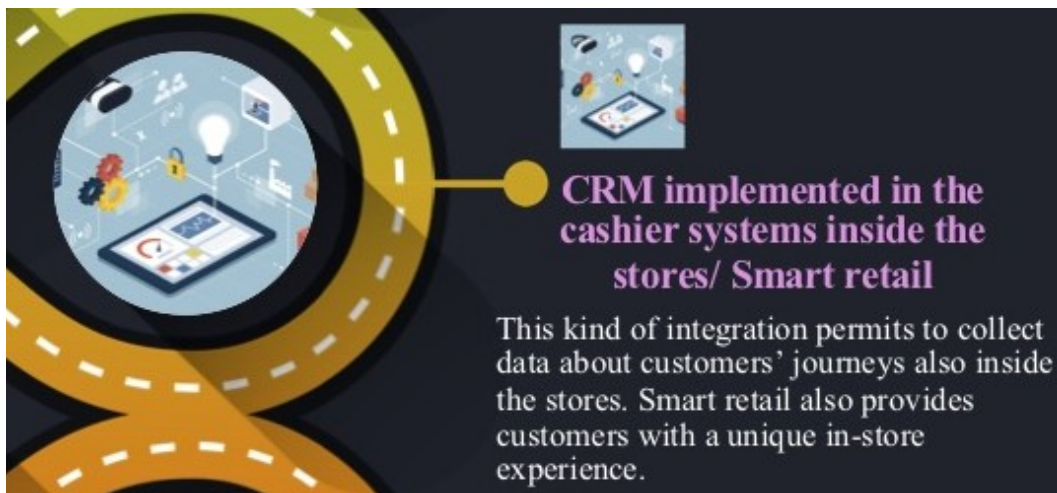 CRM implemented in the
cashier systems inside the
stores/ Smart retail
This kind of integration permits to collect
data about customers’ journeys also inside
the stores. Smart retail also provides
customers with a unique in-store
experience.